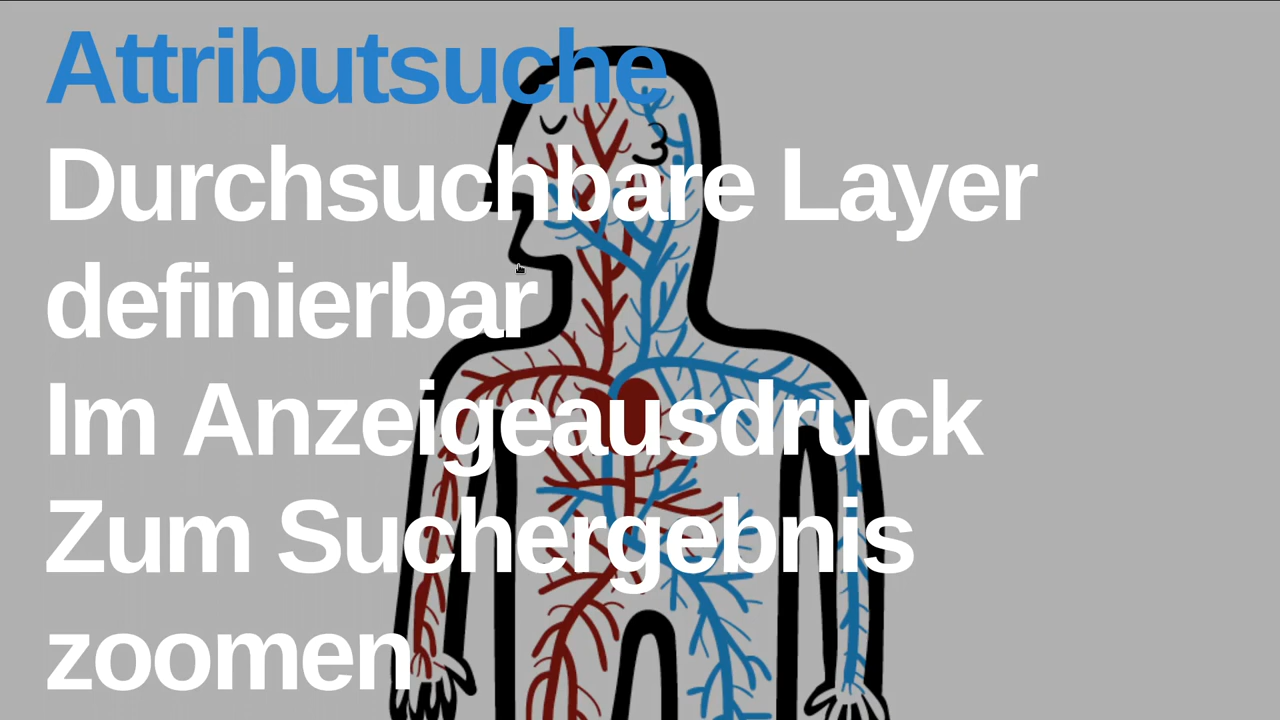 Attributsuche
Durchsuchbare Layer
definierbar
Im Anzeigeausdruck
Zum Suchergebnis
zoomen